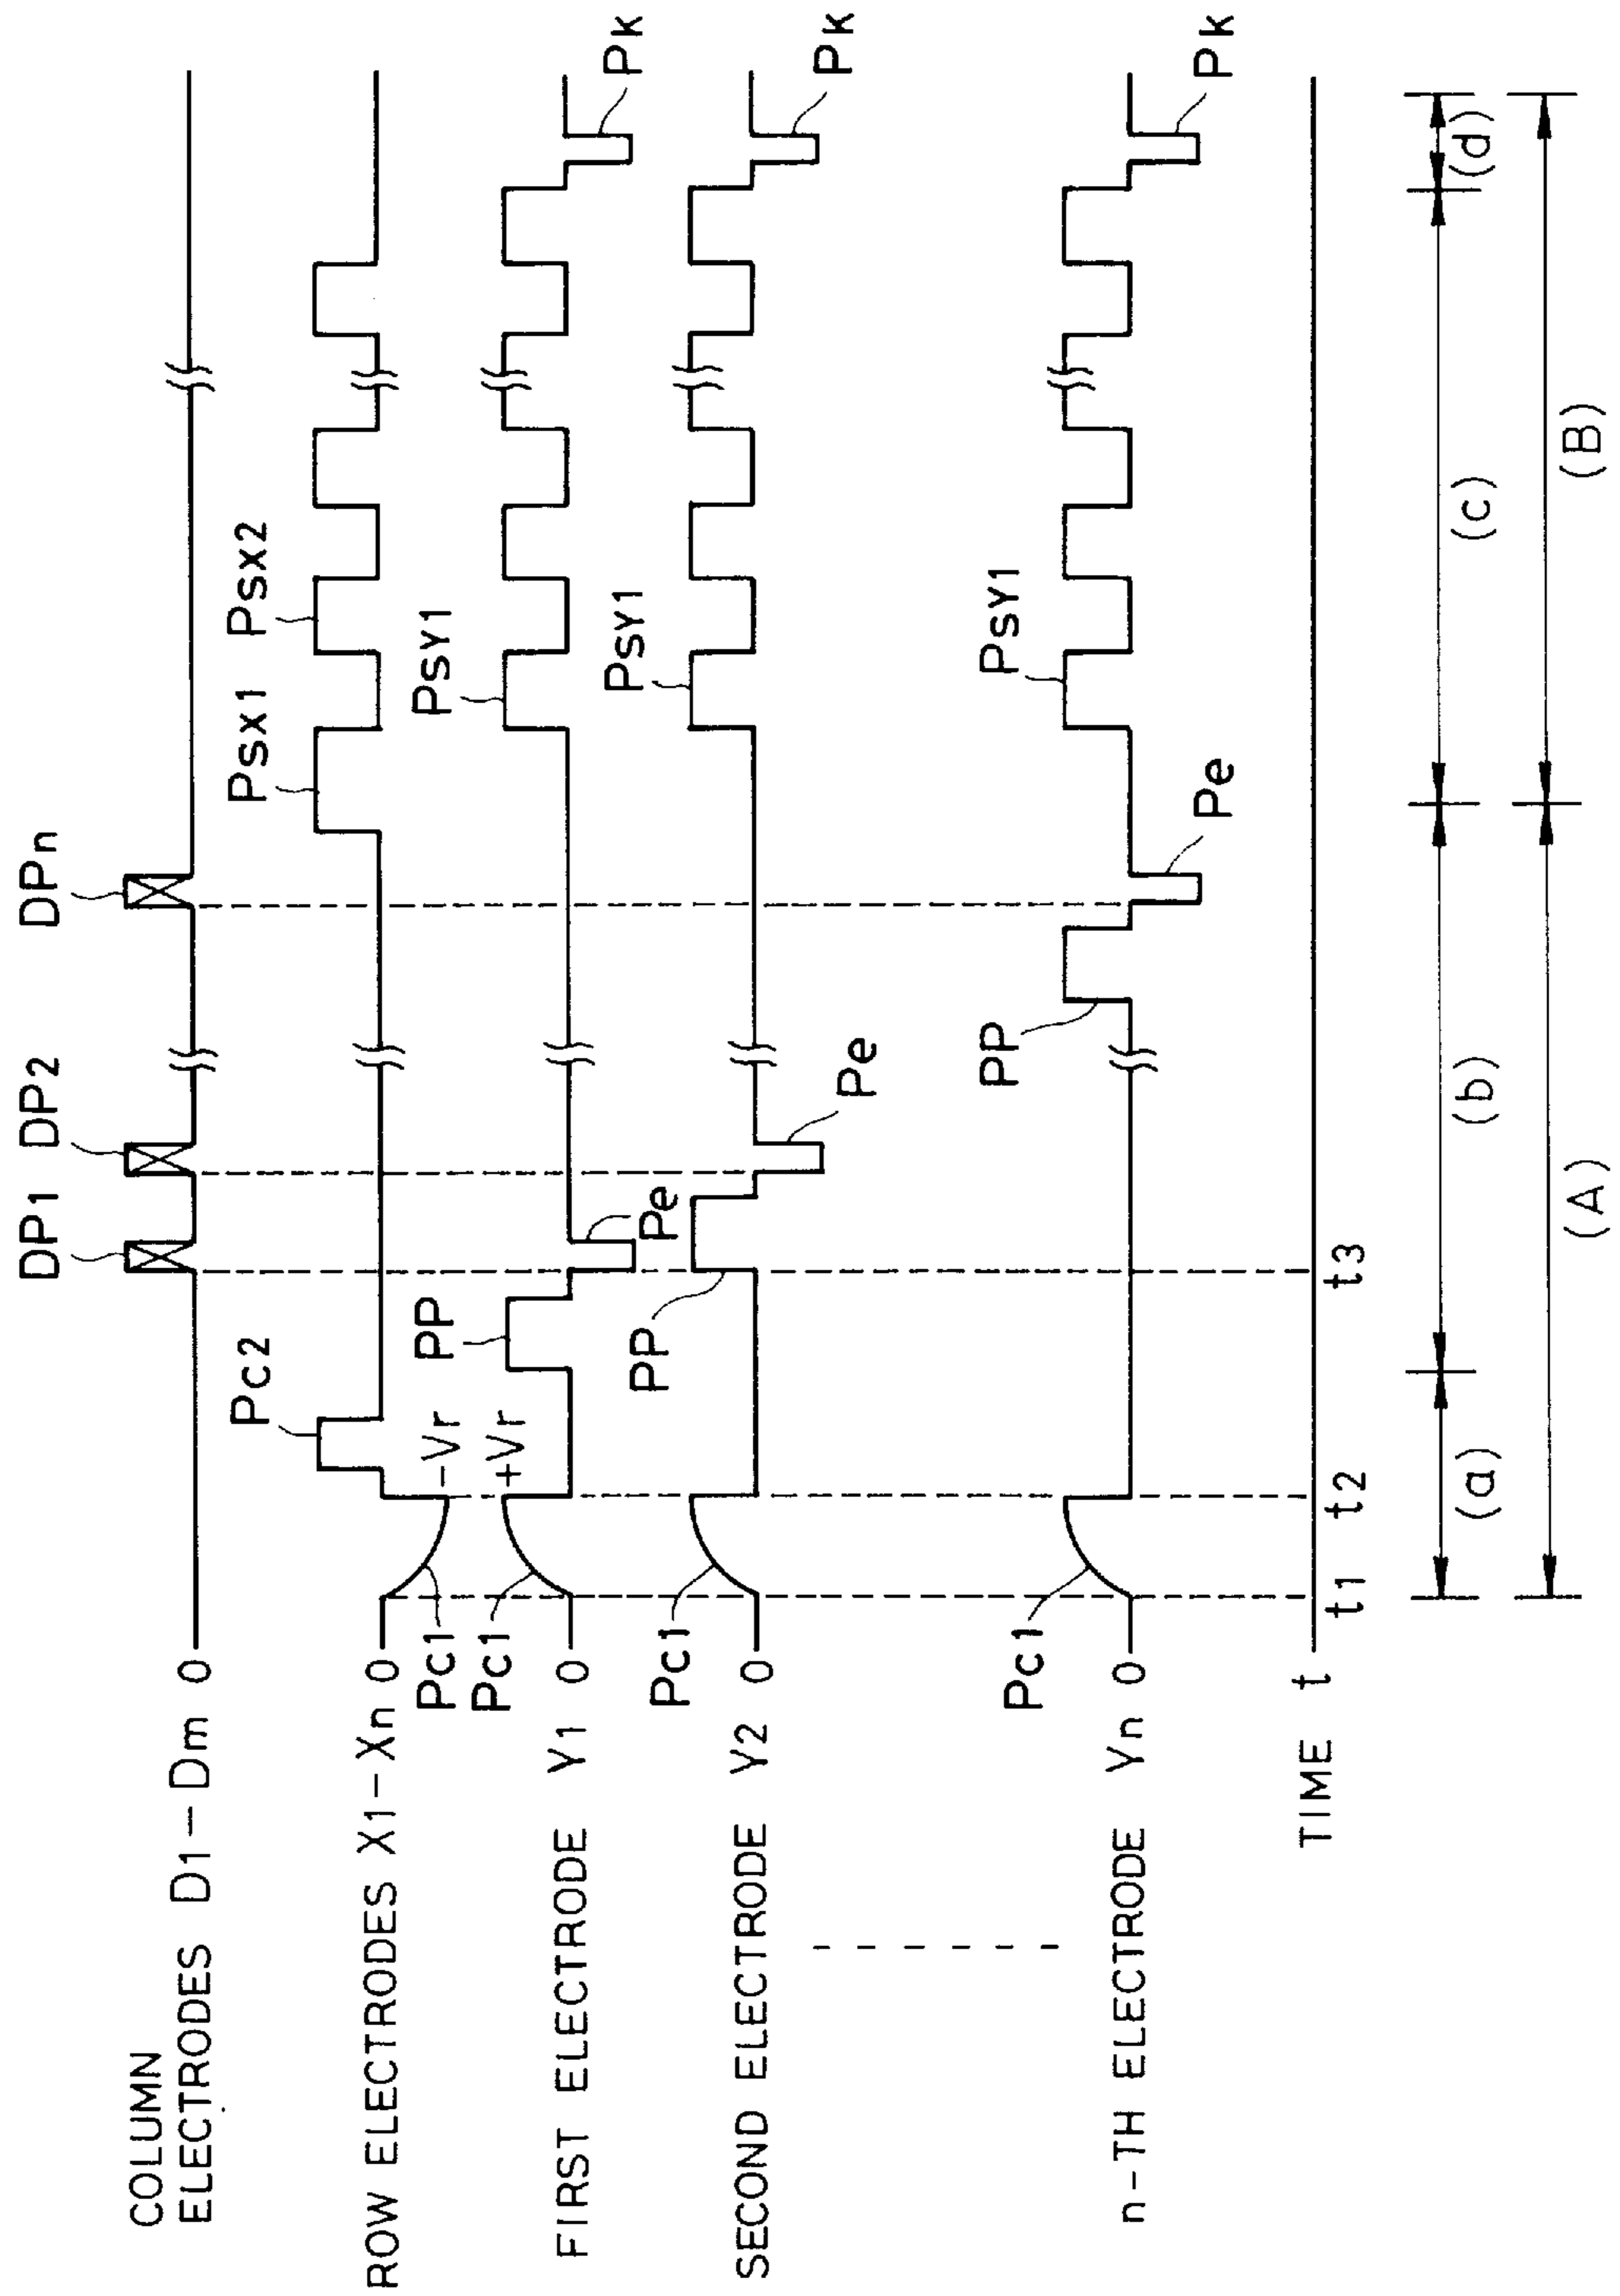 DP1 DP2 DPn
COLUMN
ELECTRODES D1-Dm 0
Pc2 Psx1 Psx2
ROW ELECTRODES X1-Xn 0
Pc1 -Vr
Pc1 +Vr PP PsY1
FIRST ELECTRODE Y1 0
Pe PK
Pc1 PP PsY1
SECOND ELECTRODE Y2 0
Pe PK
Pc1 PP PsY1
n-TH ELECTRODE Yn 0
Pe PK
TIME t
t1 t2 t3
(a) (b) (c) (d)
(A) (B)